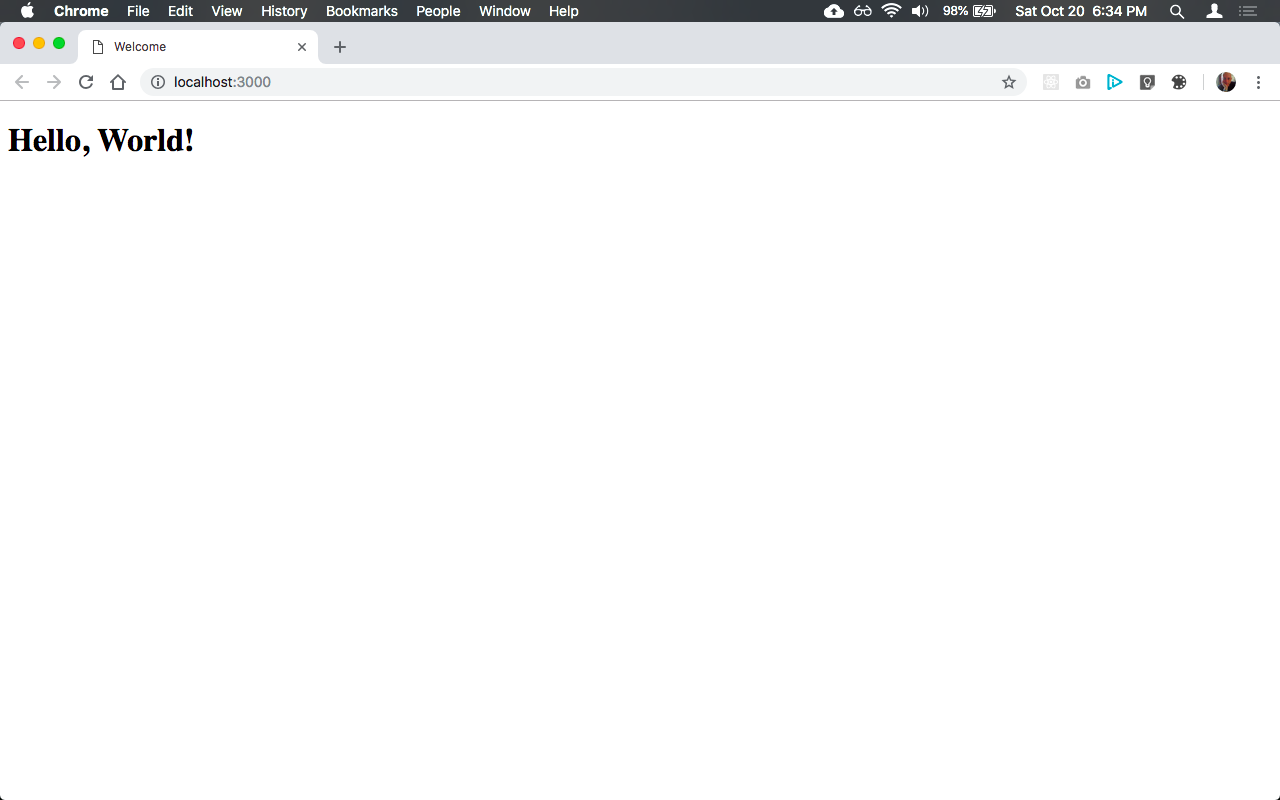 Chrome File Edit View History Bookmarks People Window Help 98% Sat Oct 20 6:34 PM
Welcome
localhost:3000
Hello, World!